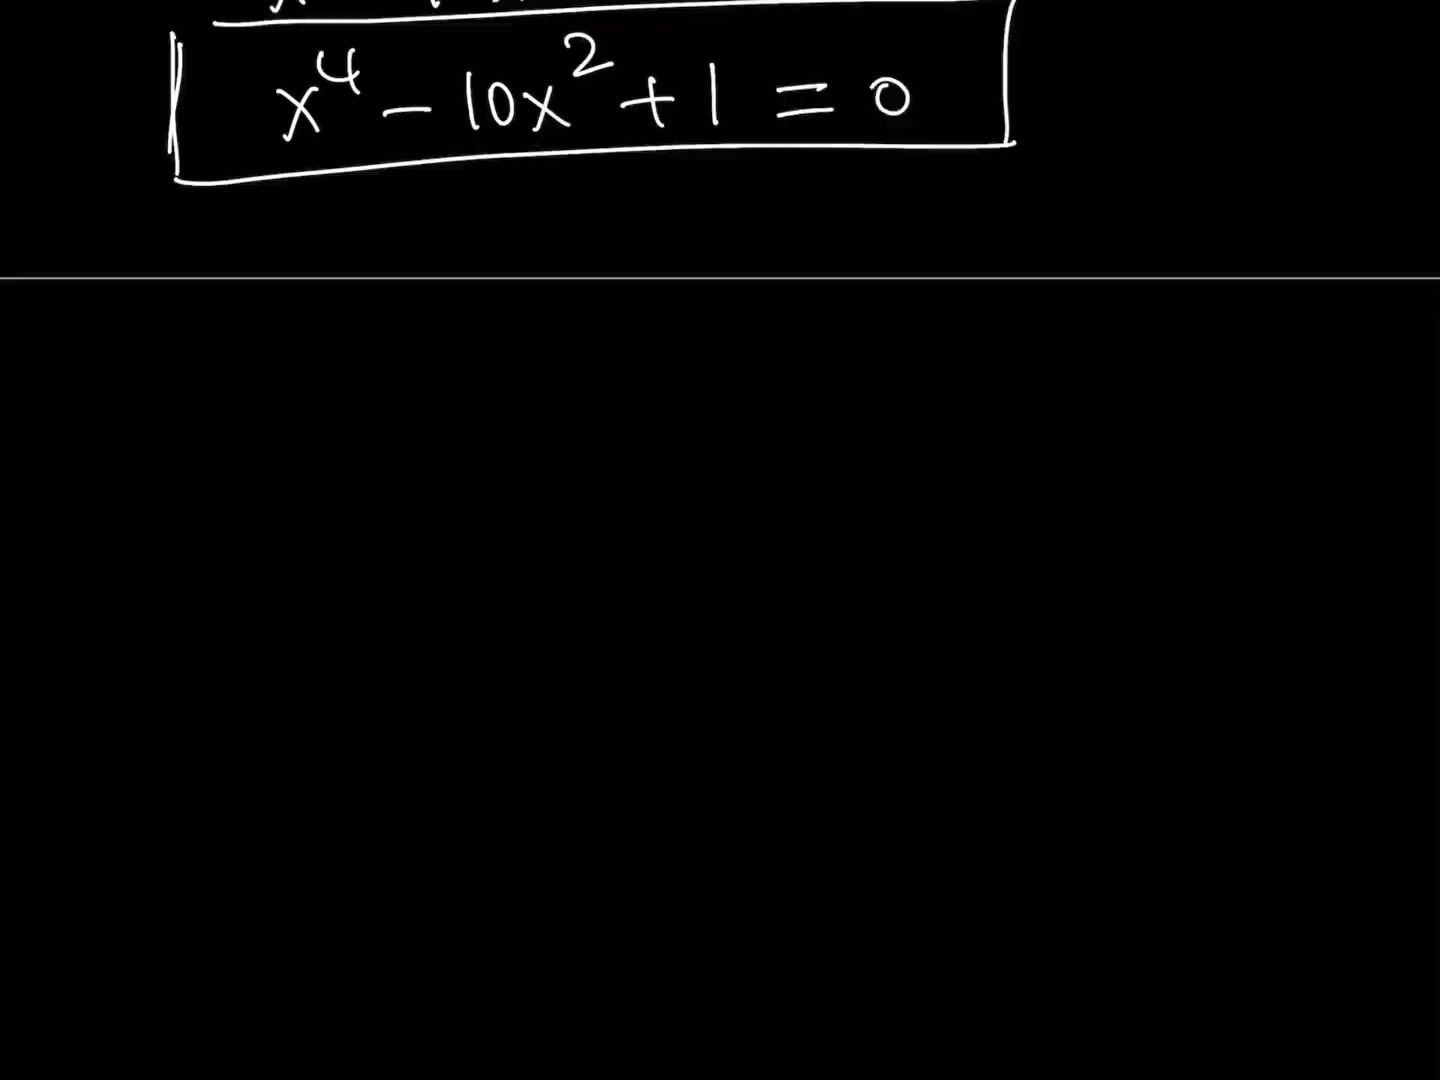 x⁴ - 10x² + 1 = 0